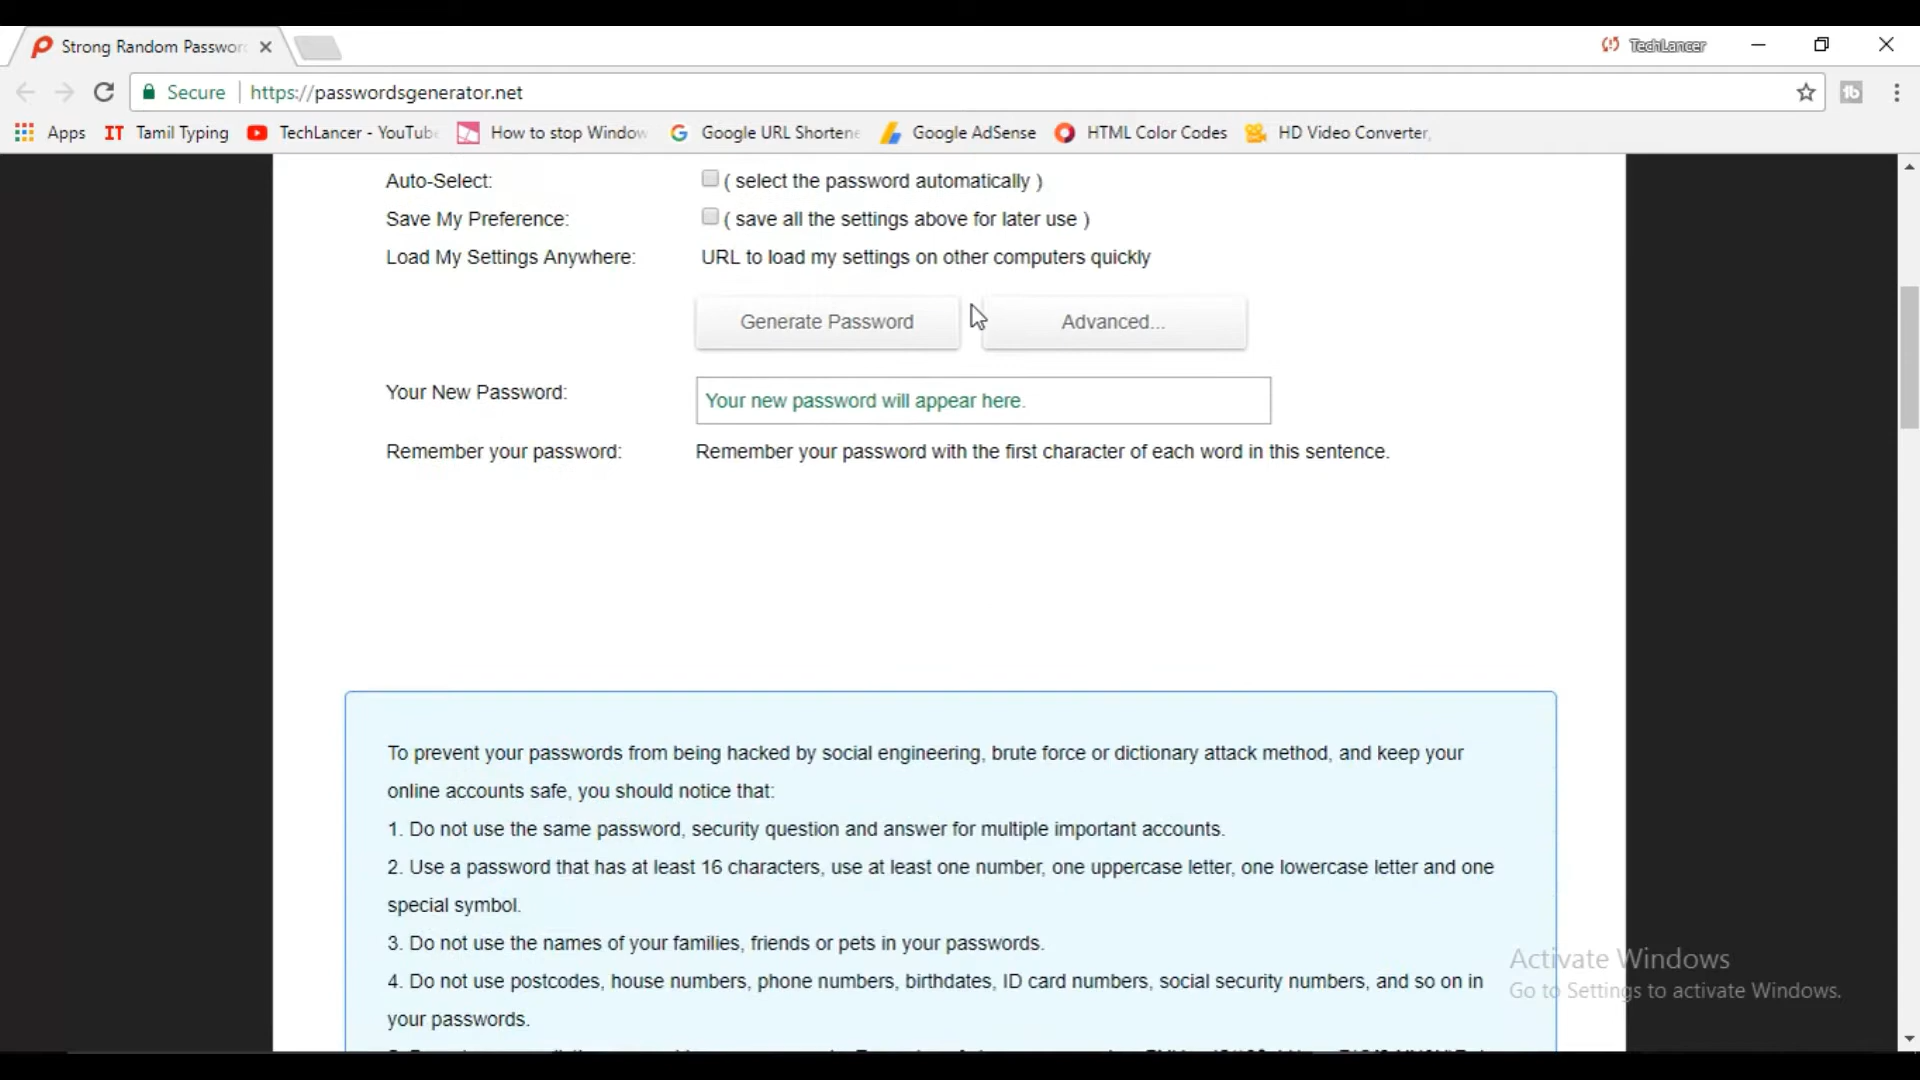 Strong Random Passwor
TechLancer
Secure
https://passwordsgenerator.net
Apps
Tamil Typing
TechLancer - YouTub
How to stop Window
Google URL Shortene
Google AdSense
HTML Color Codes
HD Video Converter,
Auto-Select:
( select the password automatically )
Save My Preference:
( save all the settings above for later use )
Load My Settings Anywhere:
URL to load my settings on other computers quickly
Generate Password
Advanced...
Your New Password:
Your new password will appear here.
Remember your password:
Remember your password with the first character of each word in this sentence.
To prevent your passwords from being hacked by social engineering, brute force or dictionary attack method, and keep your
online accounts safe, you should notice that:
1. Do not use the same password, security question and answer for multiple important accounts.
2. Use a password that has at least 16 characters, use at least one number, one uppercase letter, one lowercase letter and one
special symbol.
3. Do not use the names of your families, friends or pets in your passwords.
4. Do not use postcodes, house numbers, phone numbers, birthdates, ID card numbers, social security numbers, and so on in
your passwords.
Activate Windows
Go to Settings to activate Windows.